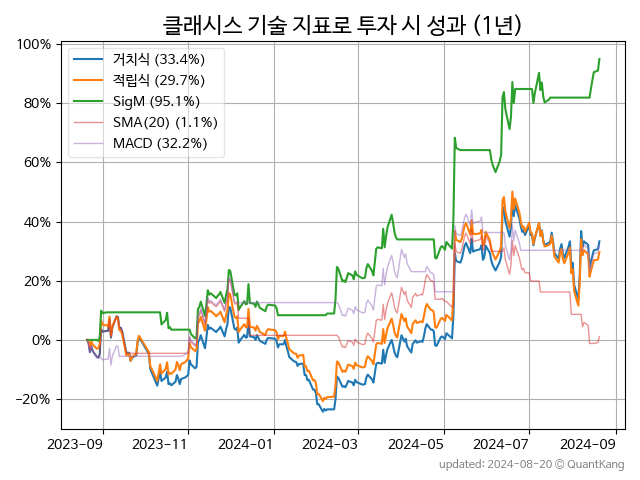 클래시스 기술 지표로 투자 시 성과 (1년)
100%
80%
60%
40%
20%
0%
−20%
거치식 (33.4%)
적립식 (29.7%)
SigM (95.1%)
SMA(20) (1.1%)
MACD (32.2%)
2023-09 2023-11 2024-01 2024-03 2024-05 2024-07 2024-09
updated: 2024-08-20 © QuantKang